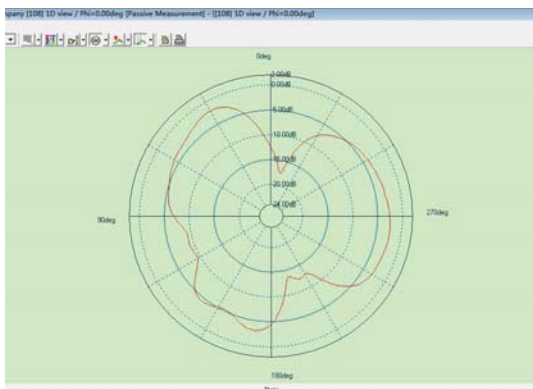 mpany [108] 1D view / Phi=0.00deg [Passive Measurement] - [[108] 1D view / Phi=0.00deg]
0deg
2.00dB
0.00dB
-5.00dB
-10.00dB
-15.00dB
-20.00dB
-24.00dB
90deg
270deg
180deg